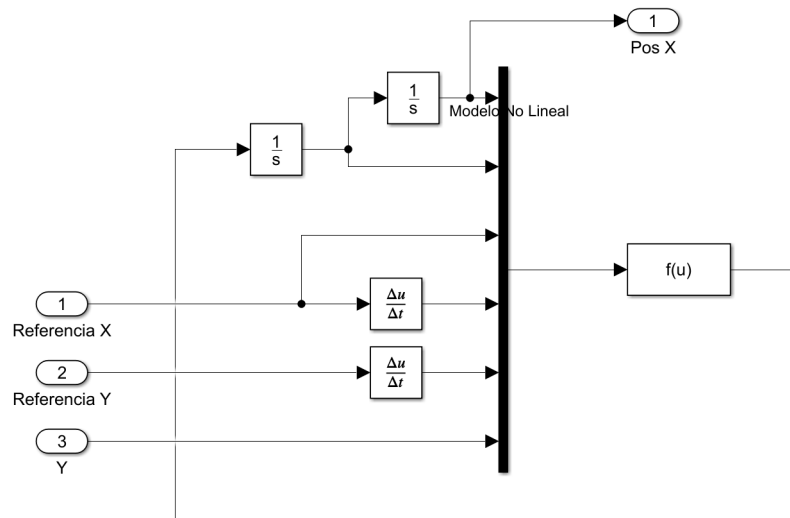 1
Pos X
1
s
Modelo No Lineal
1
s
f(u)
1
Δu
Δt
Referencia X
2
Δu
Δt
Referencia Y
3
Y